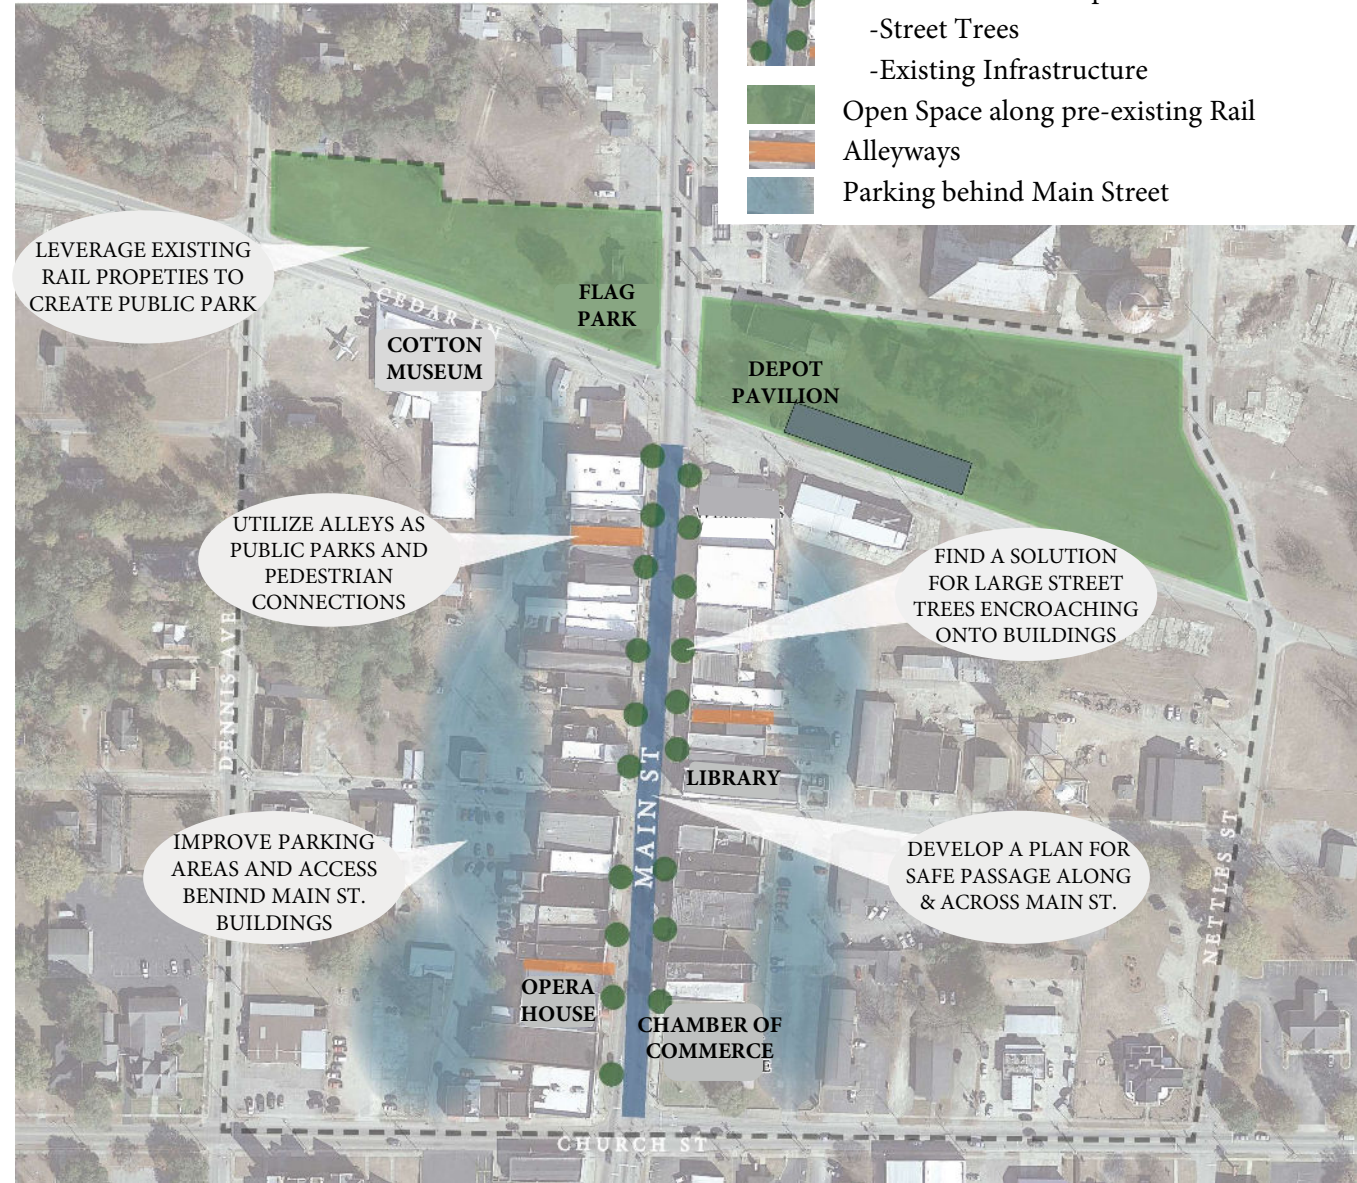 -Street Trees
-Existing Infrastructure
Open Space along pre-existing Rail
Alleyways
Parking behind Main Street
LEVERAGE EXISTING
RAIL PROPETIES TO
CREATE PUBLIC PARK
FLAG
PARK
CEDAR LN
COTTON
MUSEUM
DEPOT
PAVILION
UTILIZE ALLEYS AS
PUBLIC PARKS AND
PEDESTRIAN
CONNECTIONS
FIND A SOLUTION
FOR LARGE STREET
TREES ENCROACHING
ONTO BUILDINGS
DENNIS AVE
MAIN ST
LIBRARY
IMPROVE PARKING
AREAS AND ACCESS
BENIND MAIN ST.
BUILDINGS
DEVELOP A PLAN FOR
SAFE PASSAGE ALONG
& ACROSS MAIN ST.
NETTLES ST
OPERA
HOUSE
CHAMBER OF
COMMERCE
E
CHURCH ST